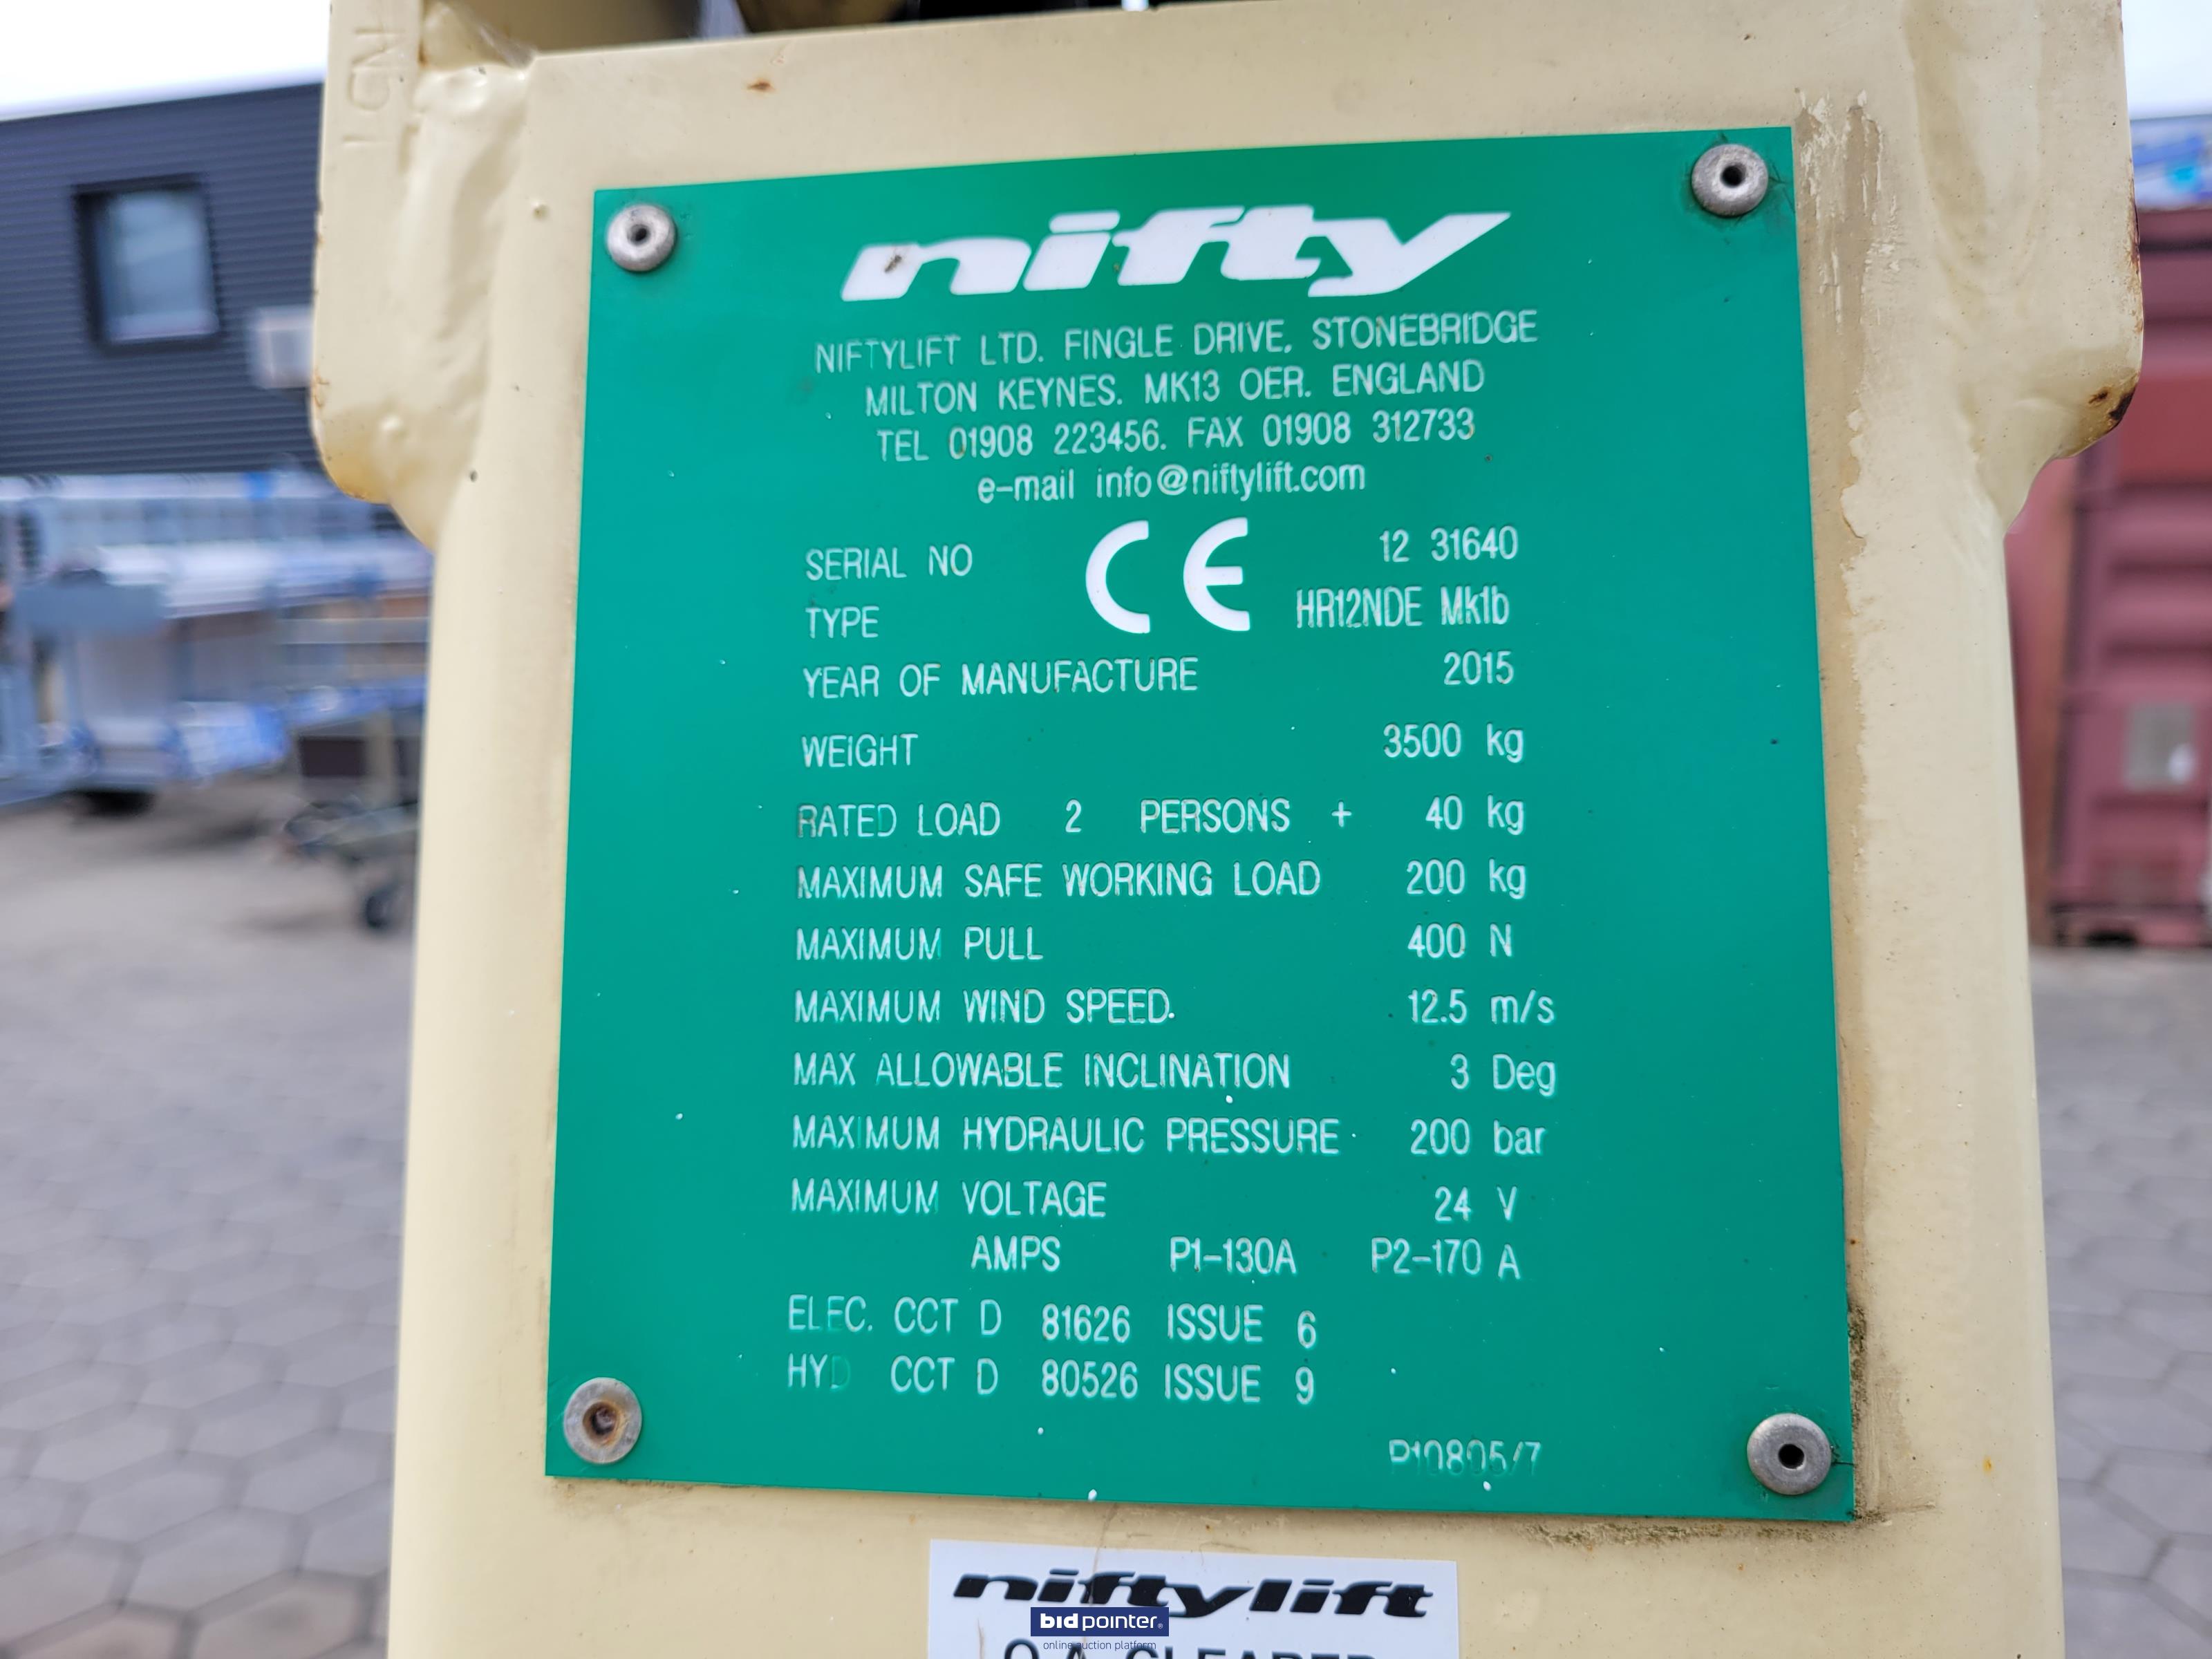 nifty
NIFTYLIFT LTD. FINGLE DRIVE, STONEBRIDGE
MILTON KEYNES. MK13 OER. ENGLAND
TEL 01908 223456. FAX 01908 312733
e-mail info@niftylift.com
CE
SERIAL NO 12 31640
TYPE HR12NDE Mk1b
YEAR OF MANUFACTURE 2015
WEIGHT 3500 kg
RATED LOAD 2 PERSONS + 40 kg
MAXIMUM SAFE WORKING LOAD 200 kg
MAXIMUM PULL 400 N
MAXIMUM WIND SPEED. 12.5 m/s
MAX ALLOWABLE INCLINATION 3 Deg
MAXIMUM HYDRAULIC PRESSURE 200 bar
MAXIMUM VOLTAGE 24 V
AMPS P1-130A P2-170 A
ELEC. CCT D 81626 ISSUE 6
HYD CCT D 80526 ISSUE 9
P10805/7
niftylift
bidpointer
online auction platform
Q.A. CLEARED